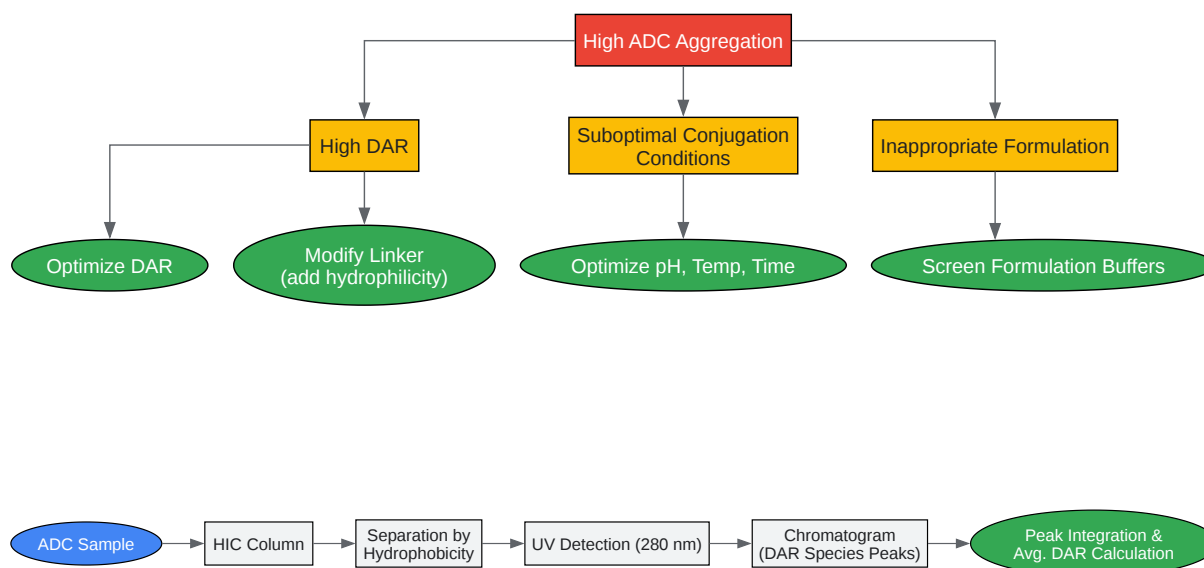 High ADC Aggregation
High DAR
Suboptimal Conjugation
Conditions
Inappropriate Formulation
Optimize DAR
Modify Linker
(add hydrophilicity)
Optimize pH, Temp, Time
Screen Formulation Buffers
ADC Sample
HIC Column
Separation by
Hydrophobicity
UV Detection (280 nm)
Chromatogram
(DAR Species Peaks)
Peak Integration &
Avg. DAR Calculation